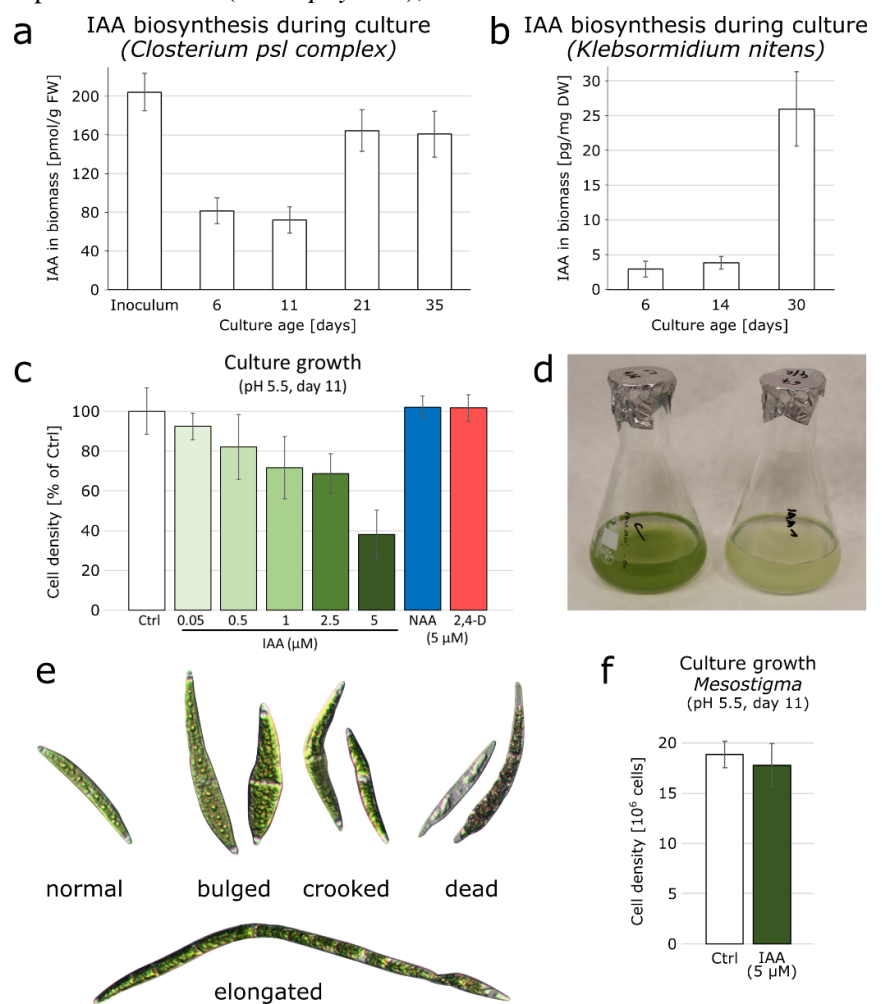 a
IAA biosynthesis during culture
(Closterium psl complex)
IAA in biomass [pmol/g FW]
200
160
120
80
40
0
Inoculum 6 11 21 35
Culture age [days]
b
IAA biosynthesis during culture
(Klebsormidium nitens)
IAA in biomass [pg/mg DW]
30
25
20
15
10
5
0
6 14 30
Culture age [days]
c
Culture growth
(pH 5.5, day 11)
Cell density [% of Ctrl]
100
80
60
40
20
0
Ctrl 0.05 0.5 1 2.5 5 NAA 2,4-D
IAA (µM) (5 µM)
d
C
IAA
e
normal bulged crooked dead
elongated
f
Culture growth
Mesostigma
(pH 5.5, day 11)
Cell density [10⁶ cells]
20
15
10
5
0
Ctrl IAA
(5 µM)